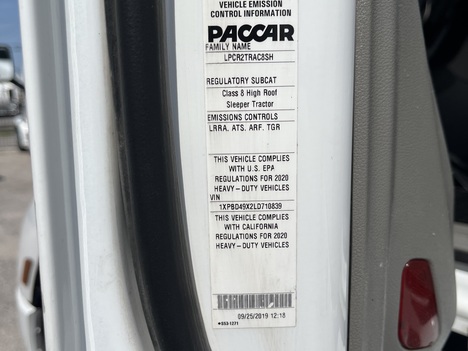 VEHICLE EMISSION
CONTROL INFORMATION
PACCAR
FAMILY NAME
LPCR2TRAC8SH
REGULATORY SUBCAT
Class 8 High Roof
Sleeper Tractor
EMISSIONS CONTROLS
LRRA. ATS. ARF. TGR
THIS VEHICLE COMPLIES
WITH U.S. EPA
REGULATIONS FOR 2020
HEAVY-DUTY VEHICLES
VIN
1XPBD49X2LD710839
THIS VEHICLE COMPLIES
WITH CALIFORNIA
REGULATIONS FOR 2020
HEAVY-DUTY VEHICLES
09/25/2019 12:18